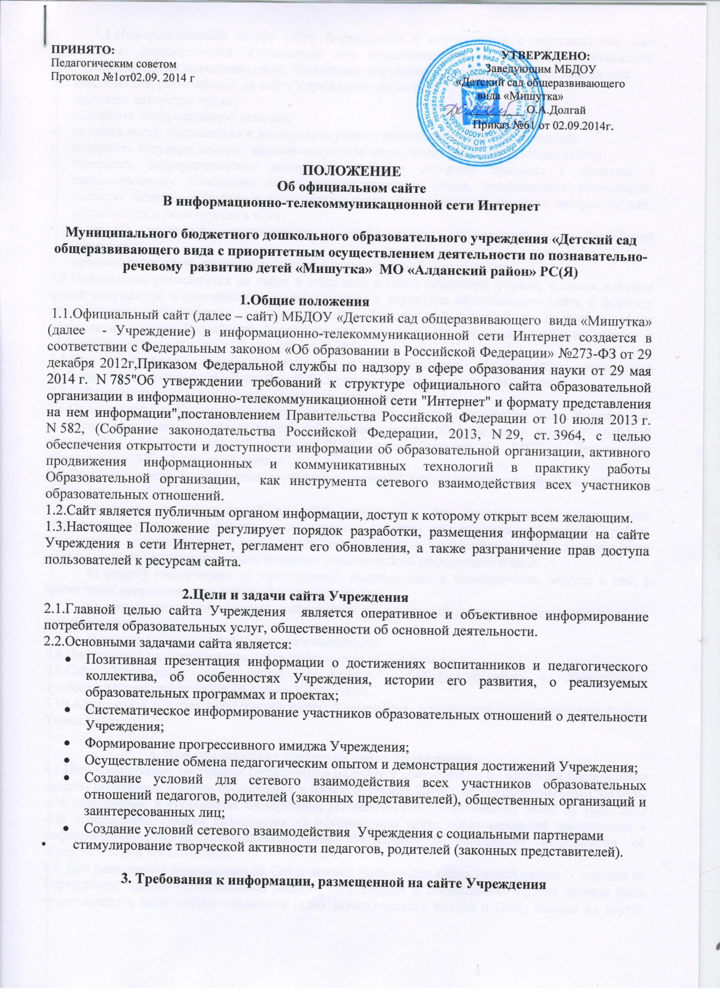 ПРИНЯТО:
Педагогическим советом
Протокол №1от02.09. 2014 г
УТВЕРЖДЕНО:
Заведующим МБДОУ
«Детский сад общеразвивающего
вида «Мишутка»
О.А.Долгай
Приказ №61 от 02.09.2014г.
ПОЛОЖЕНИЕ
Об официальном сайте
В информационно-телекоммуникационной сети Интернет
Муниципального бюджетного дошкольного образовательного учреждения «Детский сад
общеразвивающего вида с приоритетным осуществлением деятельности по познавательно-
речевому развитию детей «Мишутка» МО «Алданский район» РС(Я)
1.Общие положения
1.1.Официальный сайт (далее – сайт) МБДОУ «Детский сад общеразвивающего вида «Мишутка»
(далее - Учреждение) в информационно-телекоммуникационной сети Интернет создается в
соответствии с Федеральным законом «Об образовании в Российской Федерации» №273-ФЗ от 29
декабря 2012г,Приказом Федеральной службы по надзору в сфере образования науки от 29 мая
2014 г. N 785"Об утверждении требований к структуре официального сайта образовательной
организации в информационно-телекоммуникационной сети "Интернет" и формату представления
на нем информации",постановлением Правительства Российской Федерации от 10 июля 2013 г.
N 582, (Собрание законодательства Российской Федерации, 2013, N 29, ст. 3964, с целью
обеспечения открытости и доступности информации об образовательной организации, активного
продвижения информационных и коммуникативных технологий в практику работы
Образовательной организации, как инструмента сетевого взаимодействия всех участников
образовательных отношений.
1.2.Сайт является публичным органом информации, доступ к которому открыт всем желающим.
1.3.Настоящее Положение регулирует порядок разработки, размещения информации на сайте
Учреждения в сети Интернет, регламент его обновления, а также разграничение прав доступа
пользователей к ресурсам сайта.
2.Цели и задачи сайта Учреждения
2.1.Главной целью сайта Учреждения является оперативное и объективное информирование
потребителя образовательных услуг, общественности об основной деятельности.
2.2.Основными задачами сайта является:
• Позитивная презентация информации о достижениях воспитанников и педагогического
коллектива, об особенностях Учреждения, истории его развития, о реализуемых
образовательных программах и проектах;
• Систематическое информирование участников образовательных отношений о деятельности
Учреждения;
• Формирование прогрессивного имиджа Учреждения;
• Осуществление обмена педагогическим опытом и демонстрация достижений Учреждения;
• Создание условий для сетевого взаимодействия всех участников образовательных
отношений педагогов, родителей (законных представителей), общественных организаций и
заинтересованных лиц;
• Создание условий сетевого взаимодействия Учреждения с социальными партнерами
• стимулирование творческой активности педагогов, родителей (законных представителей).
3. Требования к информации, размещенной на сайте Учреждения